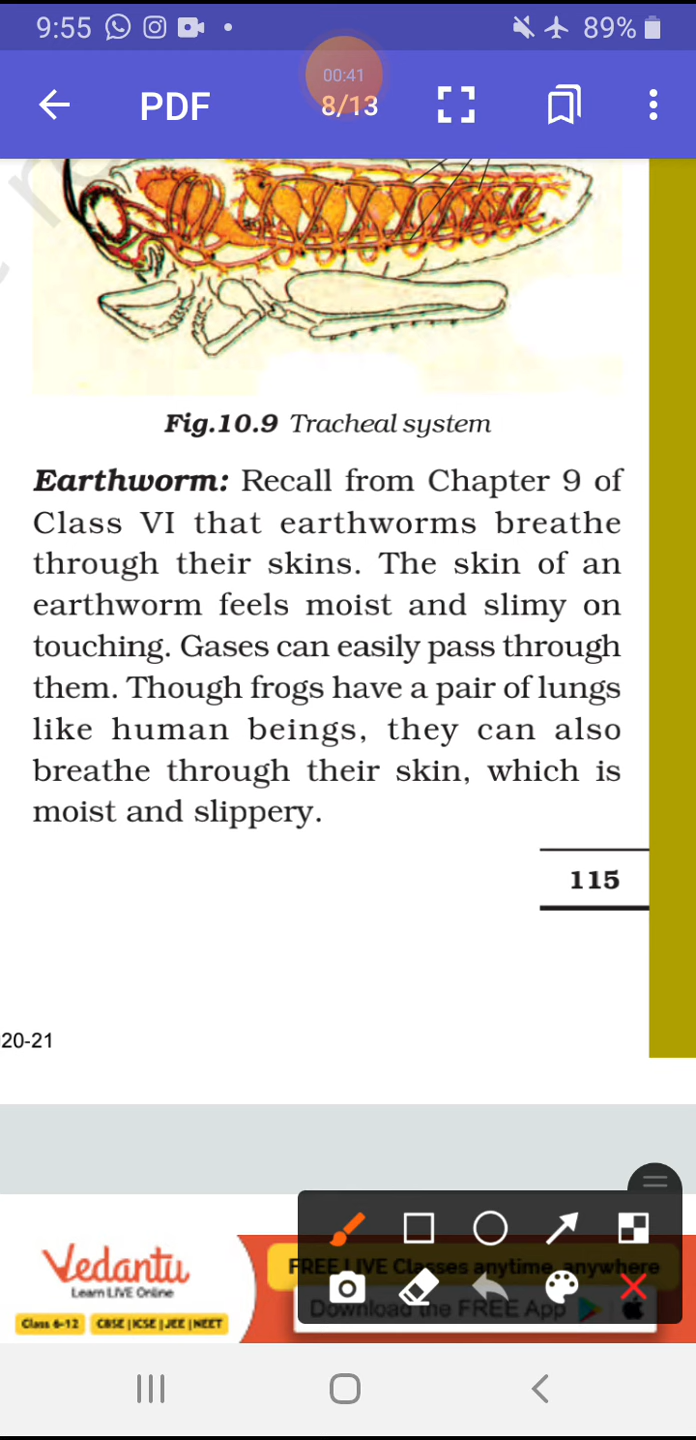 9:55
89%
00:41
PDF
8/13
Fig.10.9 Tracheal system
Earthworm: Recall from Chapter 9 of
Class VI that earthworms breathe
through their skins. The skin of an
earthworm feels moist and slimy on
touching. Gases can easily pass through
them. Though frogs have a pair of lungs
like human beings, they can also
breathe through their skin, which is
moist and slippery.
115
20-21
Vedantu
Learn LIVE Online
Class 6-12
CBSE | ICSE | JEE | NEET
FREE LIVE Classes anytime, anywhere
Download the FREE App